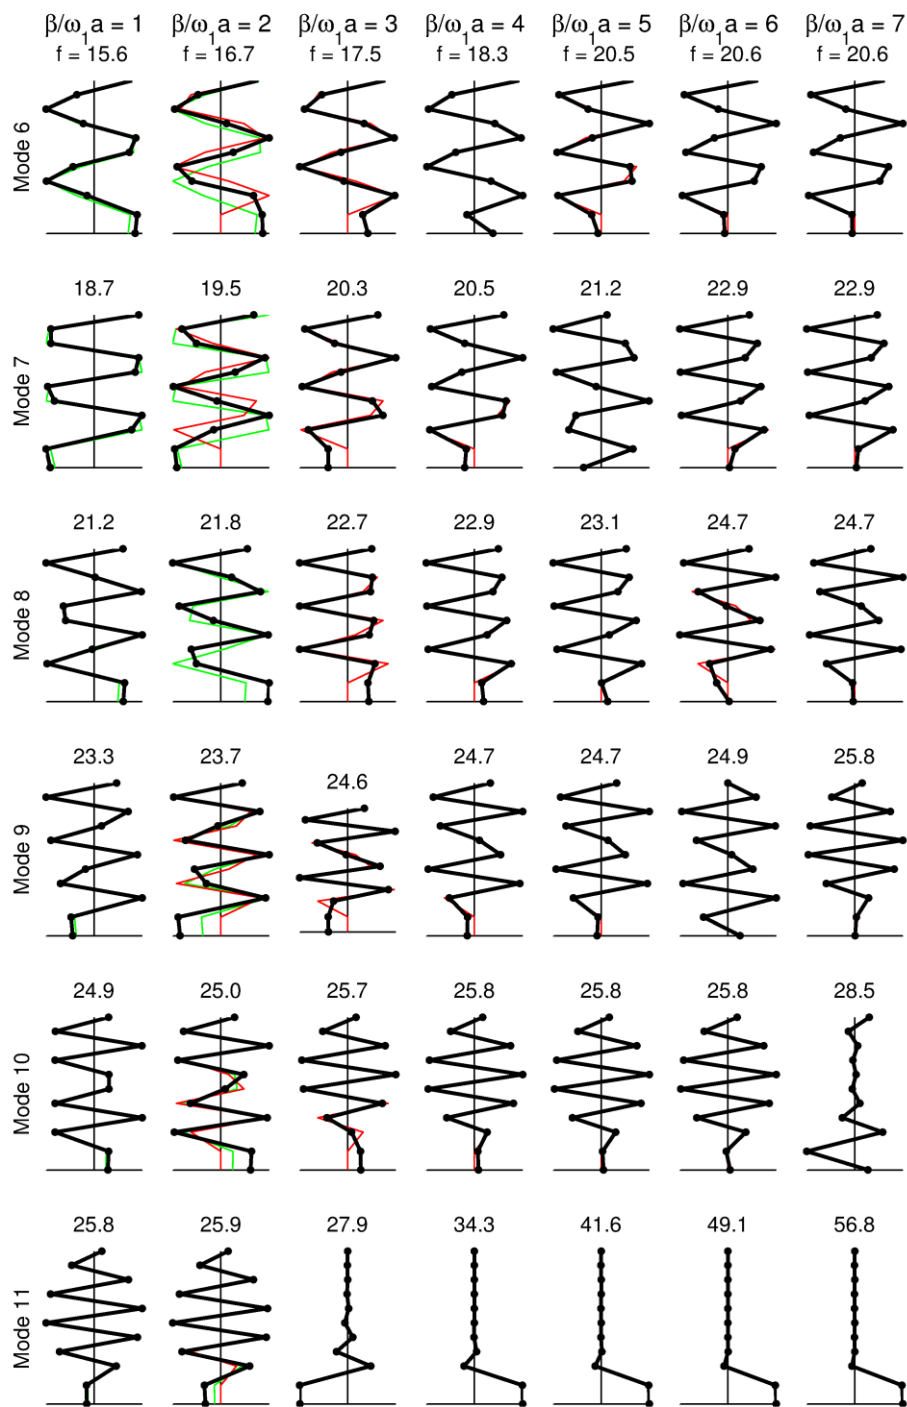 β/ω₁a = 1 β/ω₁a = 2 β/ω₁a = 3 β/ω₁a = 4 β/ω₁a = 5 β/ω₁a = 6 β/ω₁a = 7
f = 15.6 f = 16.7 f = 17.5 f = 18.3 f = 20.5 f = 20.6 f = 20.6
Mode 6
18.7 19.5 20.3 20.5 21.2 22.9 22.9
Mode 7
21.2 21.8 22.7 22.9 23.1 24.7 24.7
Mode 8
23.3 23.7 24.6 24.7 24.7 24.9 25.8
Mode 9
24.9 25.0 25.7 25.8 25.8 25.8 28.5
Mode 10
25.8 25.9 27.9 34.3 41.6 49.1 56.8
Mode 11